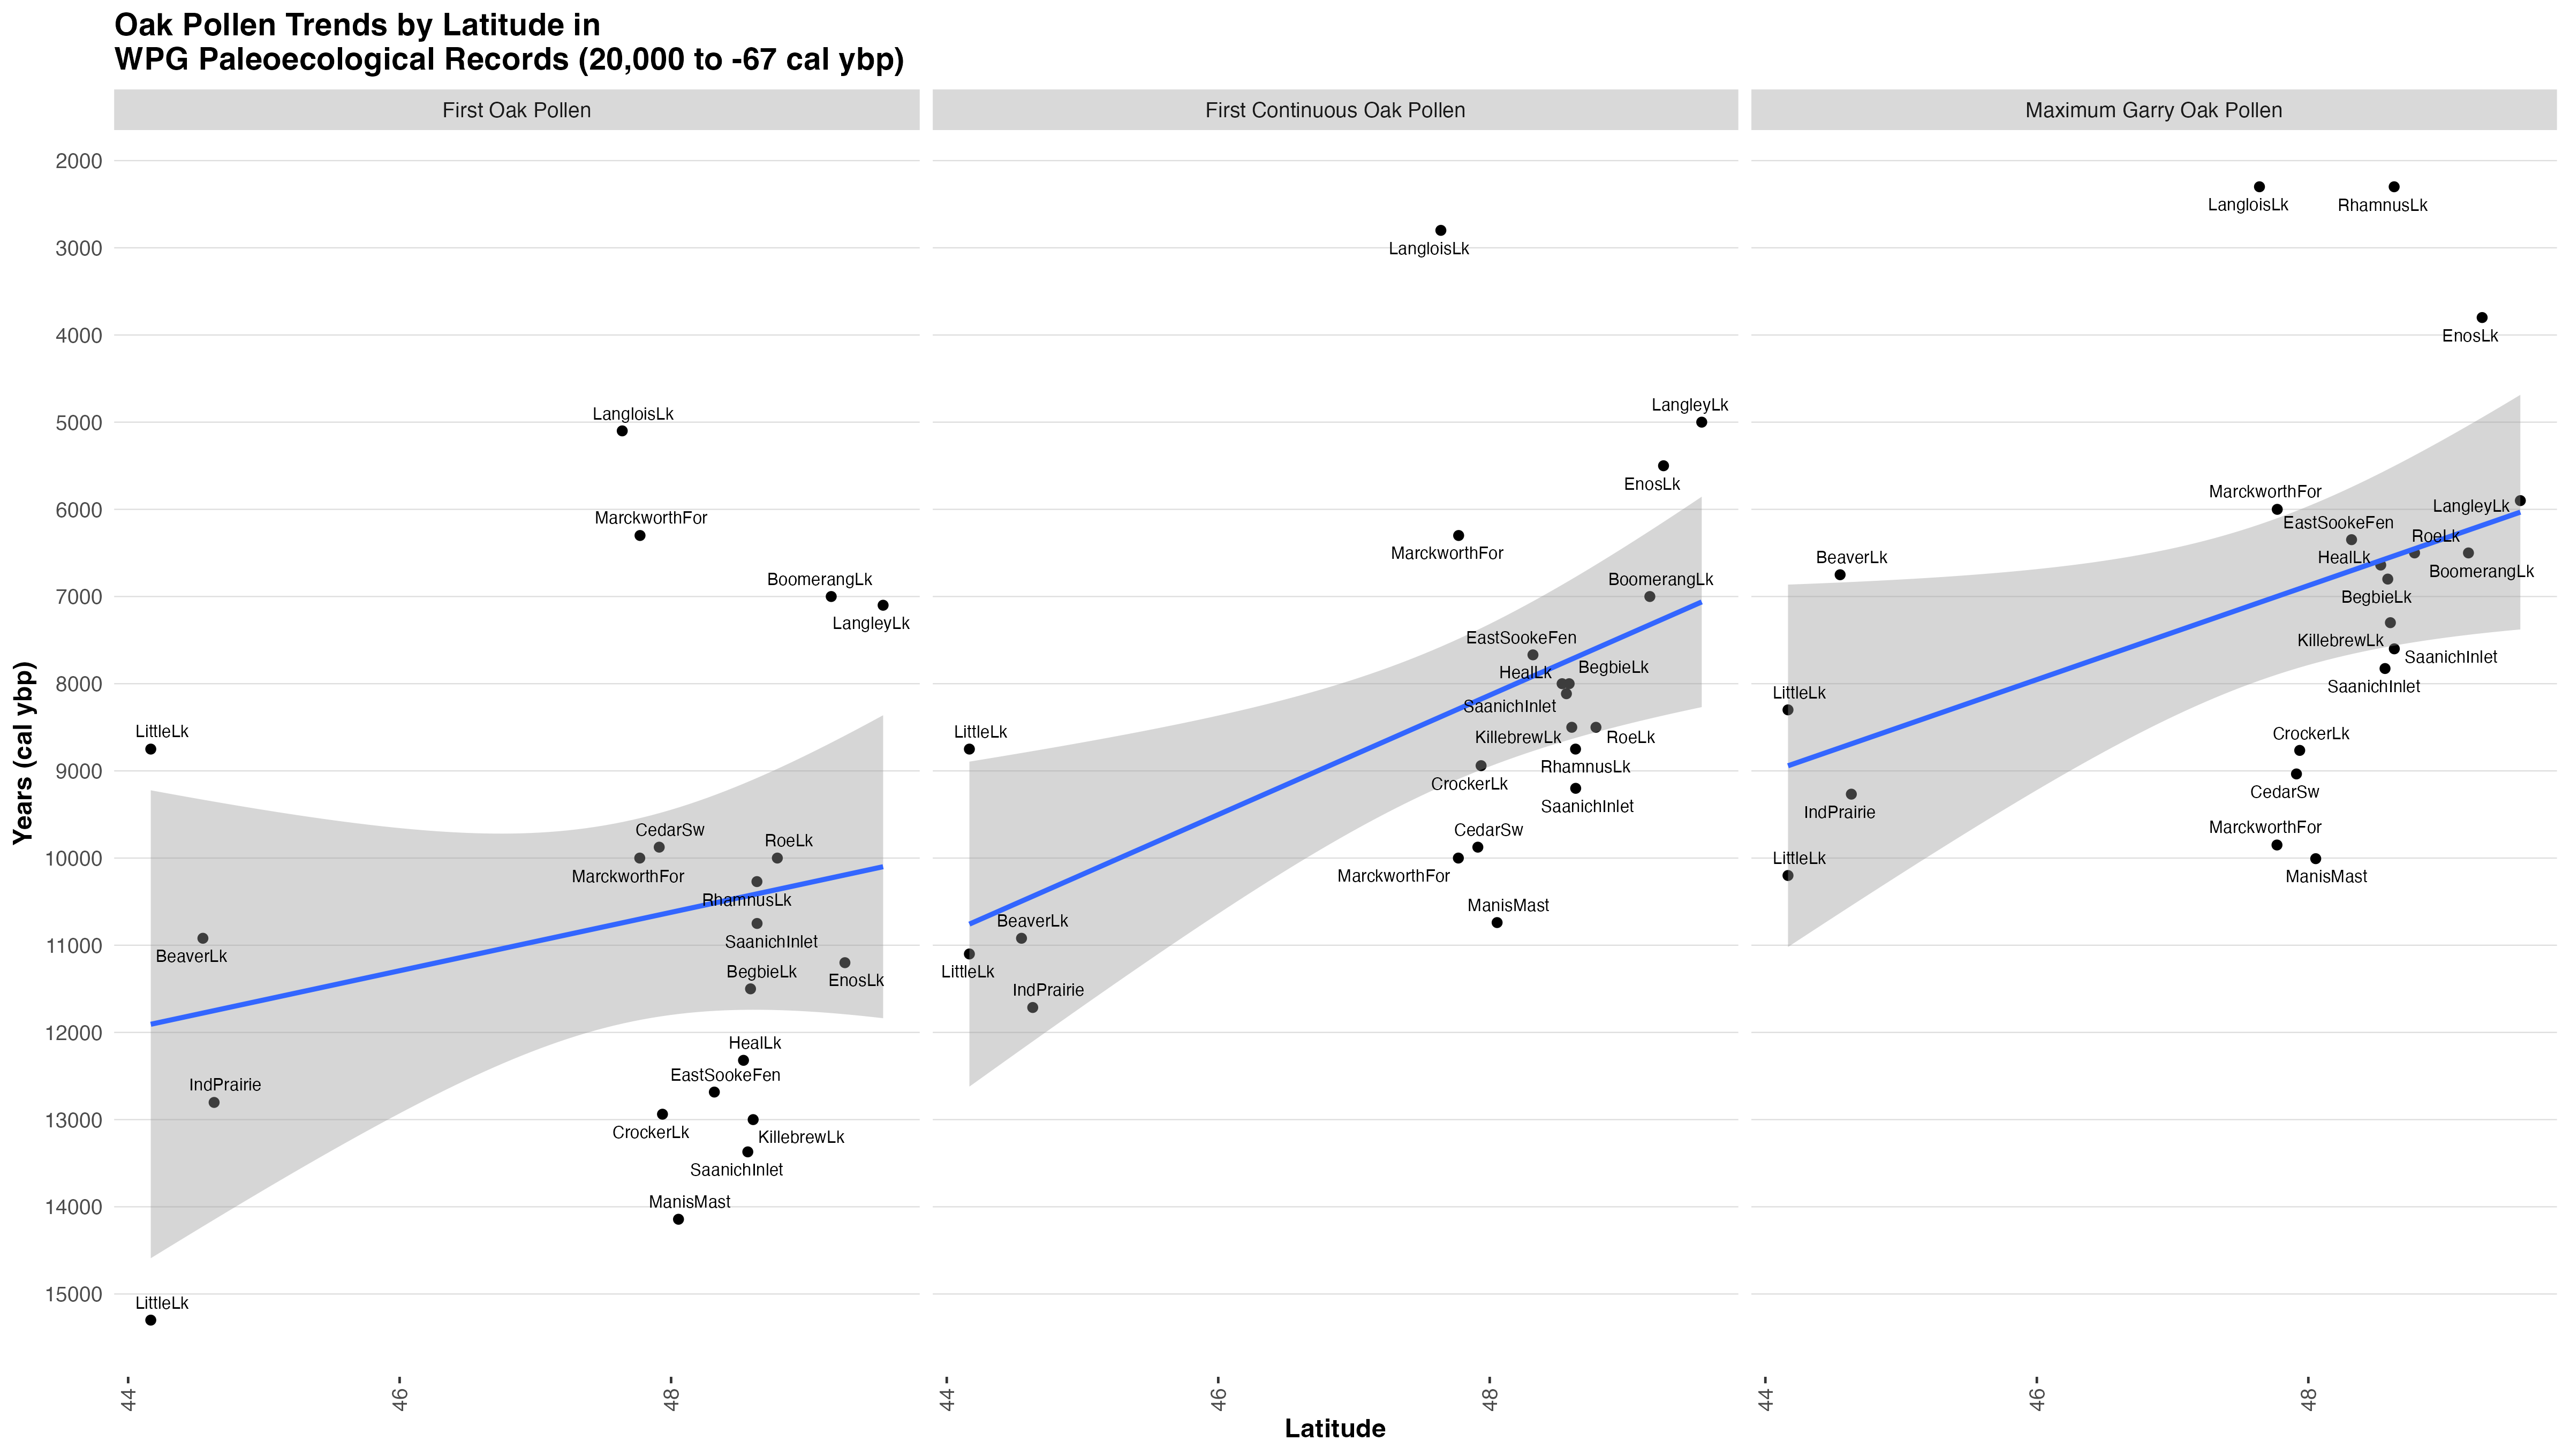 Oak Pollen Trends by Latitude in
WPG Paleoecological Records (20,000 to -67 cal ybp)
First Oak Pollen
First Continuous Oak Pollen
Maximum Garry Oak Pollen
Years (cal ybp)
2000
3000
4000
5000
6000
7000
8000
9000
10000
11000
12000
13000
14000
15000
LangloisLk
MarckworthFor
BoomerangLk
LangleyLk
LittleLk
CedarSw
RoeLk
MarckworthFor
RhamnusLk
SaanichInlet
BeaverLk
BegbieLk
EnosLk
HealLk
EastSookeFen
IndPrairie
CrockerLk
KillebrewLk
SaanichInlet
ManisMast
LittleLk
LangloisLk
LangleyLk
EnosLk
MarckworthFor
BoomerangLk
EastSookeFen
HealLk
BegbieLk
SaanichInlet
LittleLk
KillebrewLk
RoeLk
RhamnusLk
CrockerLk
SaanichInlet
CedarSw
MarckworthFor
ManisMast
BeaverLk
LittleLk
IndPrairie
LangloisLk
RhamnusLk
EnosLk
MarckworthFor
LangleyLk
EastSookeFen
RoeLk
BeaverLk
HealLk
BoomerangLk
BegbieLk
KillebrewLk
SaanichInlet
SaanichInlet
LittleLk
CrockerLk
CedarSw
IndPrairie
MarckworthFor
LittleLk
ManisMast
44
46
48
44
46
48
44
46
48
Latitude